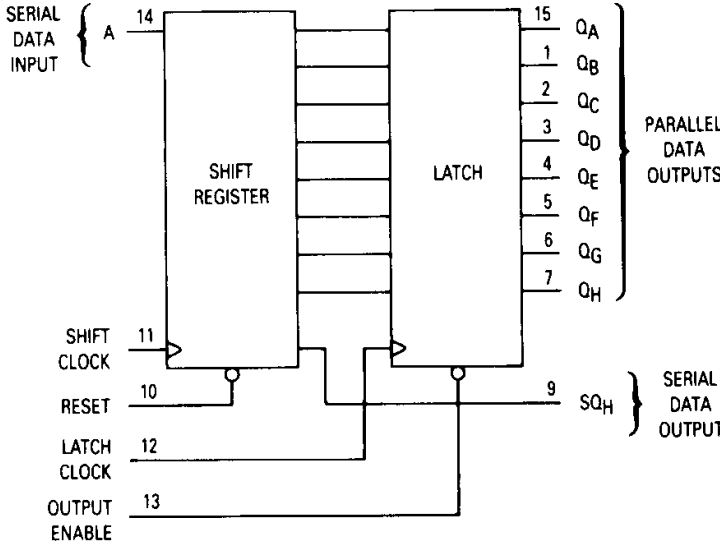 SERIAL
DATA
INPUT
A
14
SHIFT
REGISTER
LATCH
15
QA
1
QB
2
QC
3
QD
4
QE
5
QF
6
QG
7
QH
PARALLEL
DATA
OUTPUTS
SHIFT
CLOCK
11
RESET
10
LATCH
CLOCK
12
OUTPUT
ENABLE
13
9
SQH
SERIAL
DATA
OUTPUT